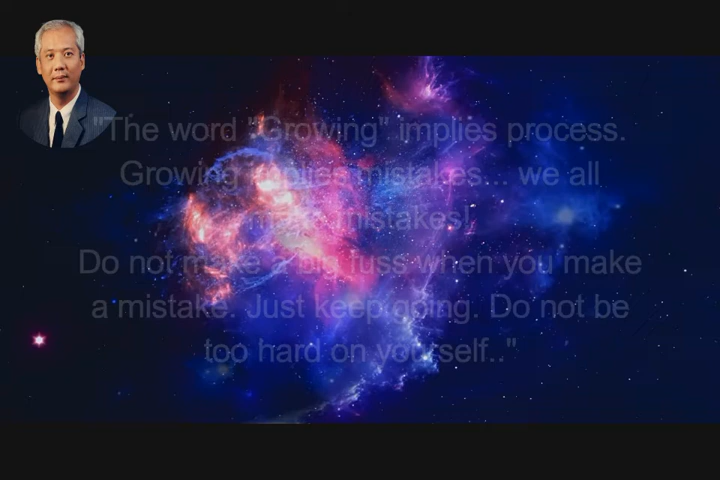 "The word "Growing" implies process.
Growing implies mistakes... we all
make mistakes!
Do not make a big fuss when you make
a mistake. Just keep going. Do not be
too hard on yourself.."